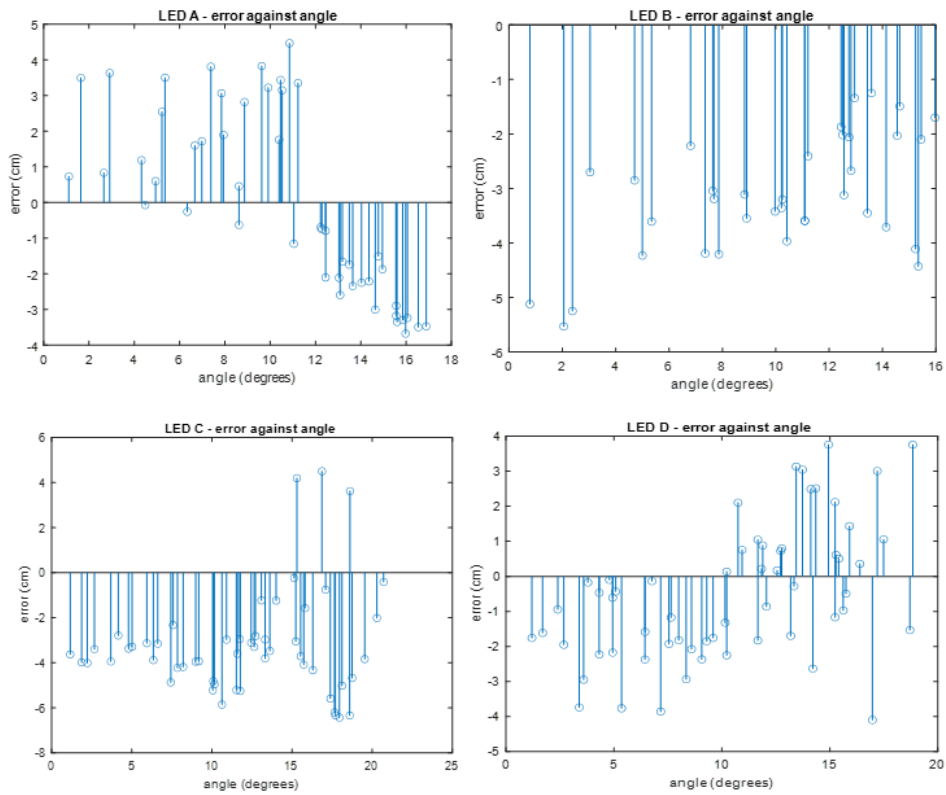 LED A - error against angle
5
4
3
2
1
0
-1
-2
-3
-4
error (cm)
0 2 4 6 8 10 12 14 16 18
angle (degrees)
LED B - error against angle
0
-1
-2
-3
-4
-5
-6
error (cm)
0 2 4 6 8 10 12 14 16
angle (degrees)
LED C - error against angle
6
4
2
0
-2
-4
-6
-8
error (cm)
0 5 10 15 20 25
angle (degrees)
LED D - error against angle
4
3
2
1
0
-1
-2
-3
-4
-5
error (cm)
0 5 10 15 20
angle (degrees)